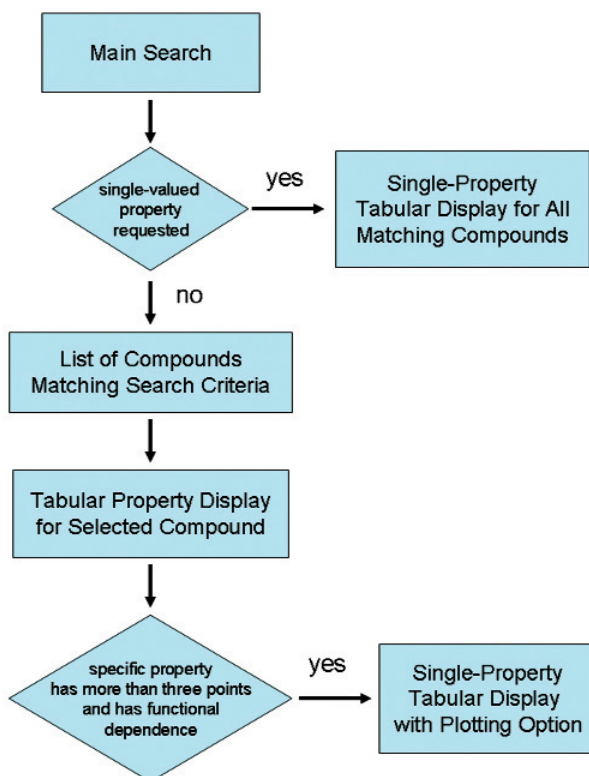 Main Search
single-valued
property
requested
yes
Single-Property
Tabular Display for All
Matching Compounds
no
List of Compounds
Matching Search Criteria
Tabular Property Display
for Selected Compound
specific property
has more than three points
and has functional
dependence
yes
Single-Property
Tabular Display
with Plotting Option